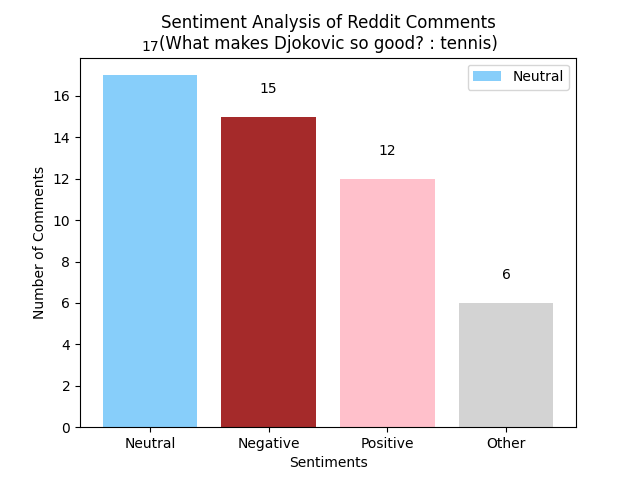 Sentiment Analysis of Reddit Comments
(What makes Djokovic so good? : tennis)
17
Neutral
15
12
6
16
14
12
10
8
6
4
2
0
Number of Comments
Neutral Negative Positive Other
Sentiments